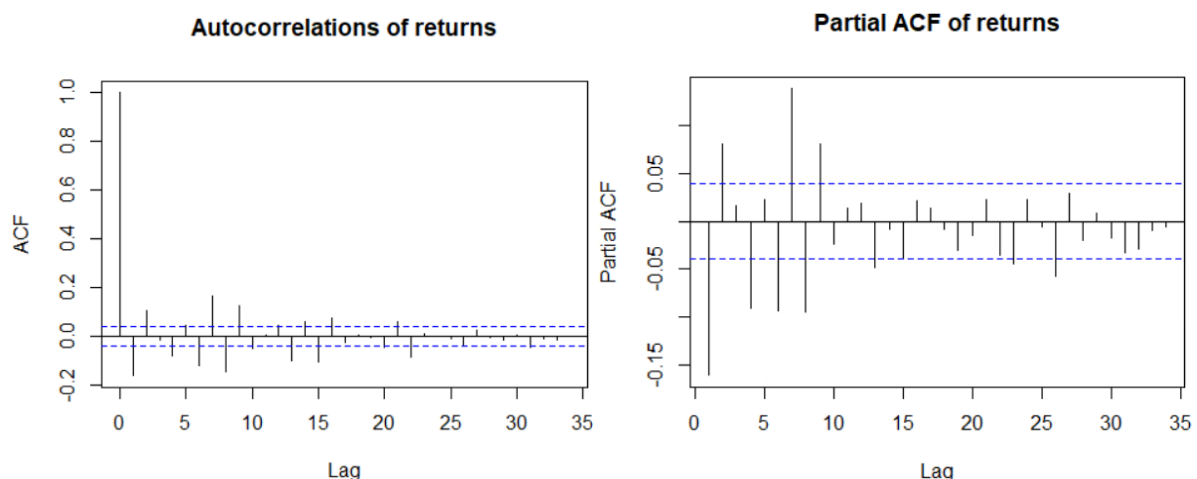 Autocorrelations of returns
ACF
1.0
0.8
0.6
0.4
0.2
0.0
-0.2
0 5 10 15 20 25 30 35
Lag
Partial ACF of returns
Partial ACF
0.05
-0.05
-0.15
0 5 10 15 20 25 30 35
Lag